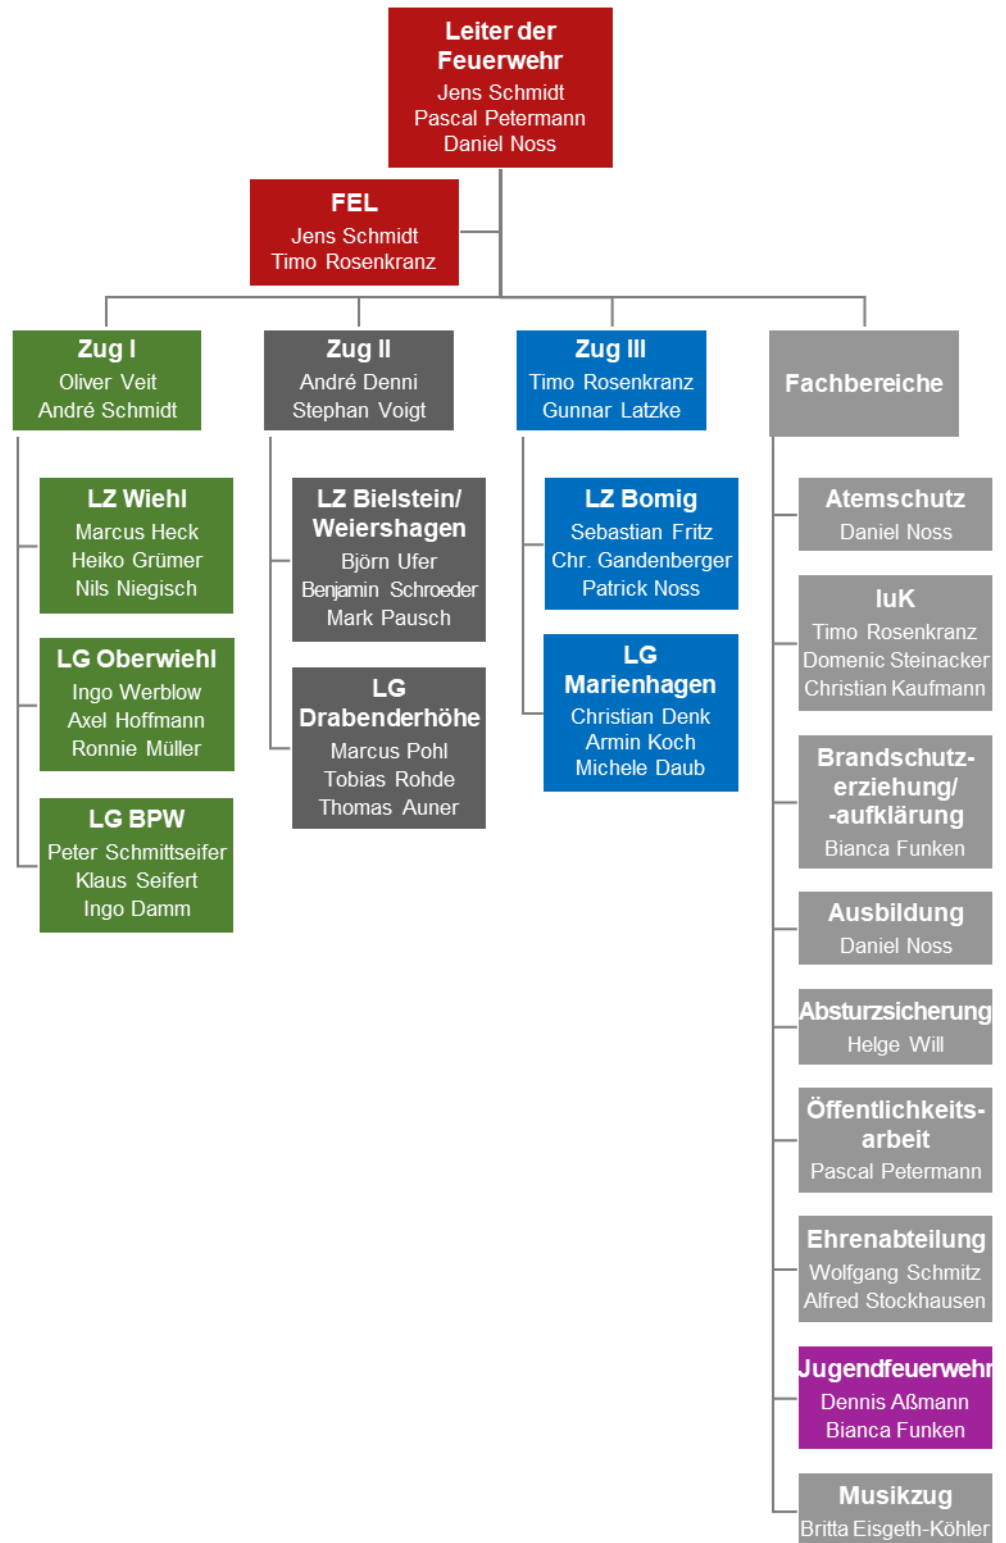 Leiter der
Feuerwehr
Jens Schmidt
Pascal Petermann
Daniel Noss
FEL
Jens Schmidt
Timo Rosenkranz
Zug I
Oliver Veit
André Schmidt
LZ Wiehl
Marcus Heck
Heiko Grümer
Nils Niegisch
LG Oberwiehl
Ingo Werblow
Axel Hoffmann
Ronnie Müller
LG BPW
Peter Schmittseifer
Klaus Seifert
Ingo Damm
Zug II
André Denni
Stephan Voigt
LZ Bielstein/
Weiershagen
Björn Ufer
Benjamin Schroeder
Mark Pausch
LG
Drabenderhöhe
Marcus Pohl
Tobias Rohde
Thomas Auner
Zug III
Timo Rosenkranz
Gunnar Latzke
LZ Bomig
Sebastian Fritz
Chr. Gandenberger
Patrick Noss
LG
Marienhagen
Christian Denk
Armin Koch
Michele Daub
Fachbereiche
Atemschutz
Daniel Noss
IuK
Timo Rosenkranz
Domenic Steinacker
Christian Kaufmann
Brandschutz-
erziehung/
-aufklärung
Bianca Funken
Ausbildung
Daniel Noss
Absturzsicherung
Helge Will
Öffentlichkeits-
arbeit
Pascal Petermann
Ehrenabteilung
Wolfgang Schmitz
Alfred Stockhausen
Jugendfeuerwehr
Dennis Aßmann
Bianca Funken
Musikzug
Britta Eisgeth-Köhler